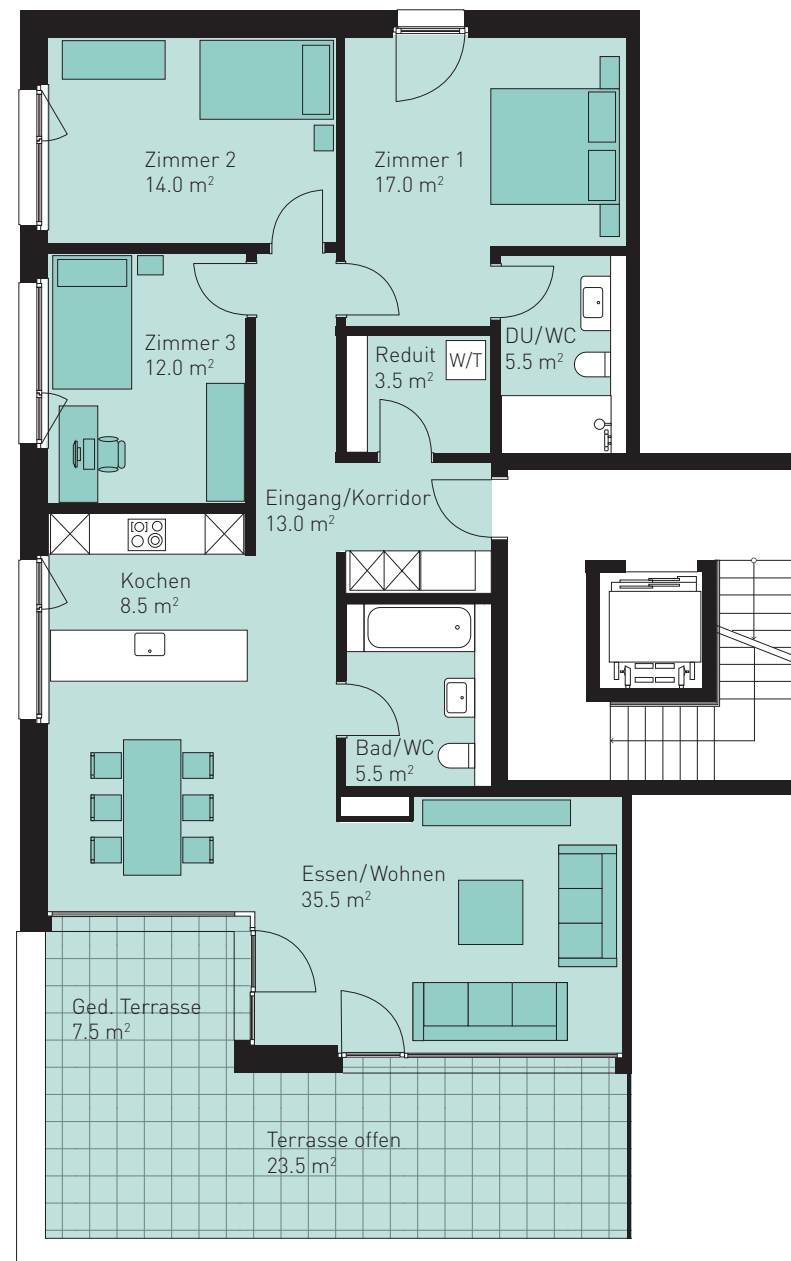 Zimmer 2
14.0 m²
Zimmer 1
17.0 m²
Zimmer 3
12.0 m²
Reduit
3.5 m²
W/T
DU/WC
5.5 m²
Eingang/Korridor
13.0 m²
Kochen
8.5 m²
Bad/WC
5.5 m²
Essen/Wohnen
35.5 m²
Ged. Terrasse
7.5 m²
Terrasse offen
23.5 m²